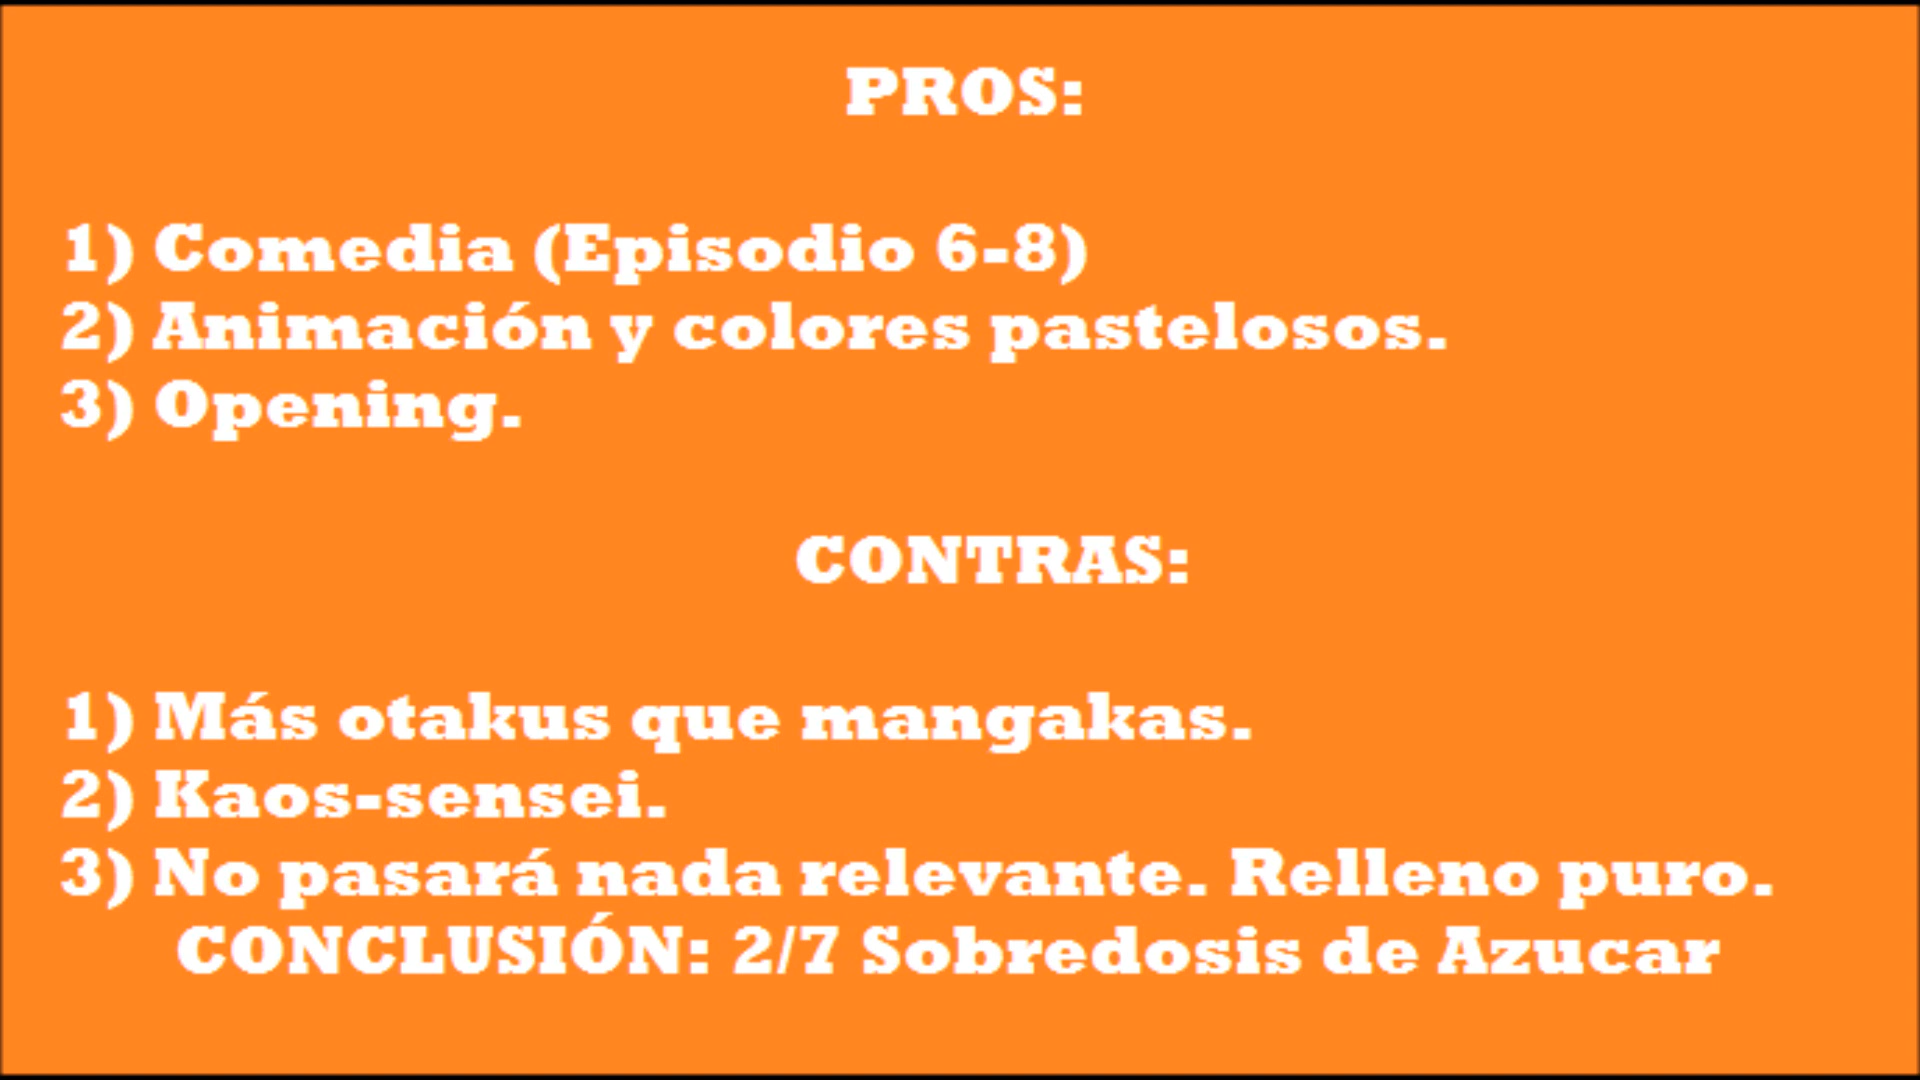 PROS:
1) Comedia (Episodio 6-8)
2) Animación y colores pastelosos.
3) Opening.
CONTRAS:
1) Más otakus que mangakas.
2) Kaos-sensei.
3) No pasará nada relevante. Relleno puro.
CONCLUSIÓN: 2/7 Sobredosis de Azucar